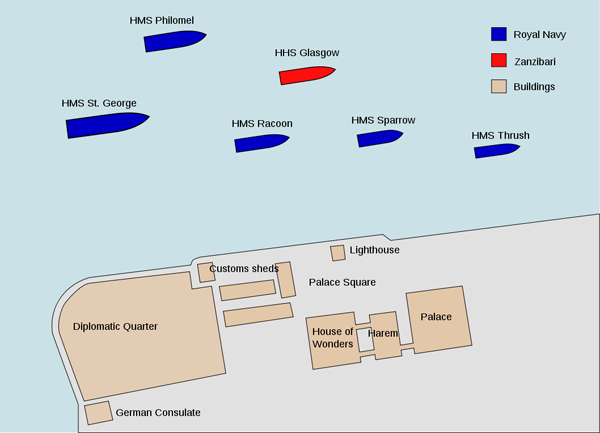 HMS Philomel
Royal Navy
HHS Glasgow
Zanzibari
Buildings
HMS St. George
HMS Racoon
HMS Sparrow
HMS Thrush
Lighthouse
Customs sheds
Palace Square
Diplomatic Quarter
House of
Wonders
Harem
Palace
German Consulate